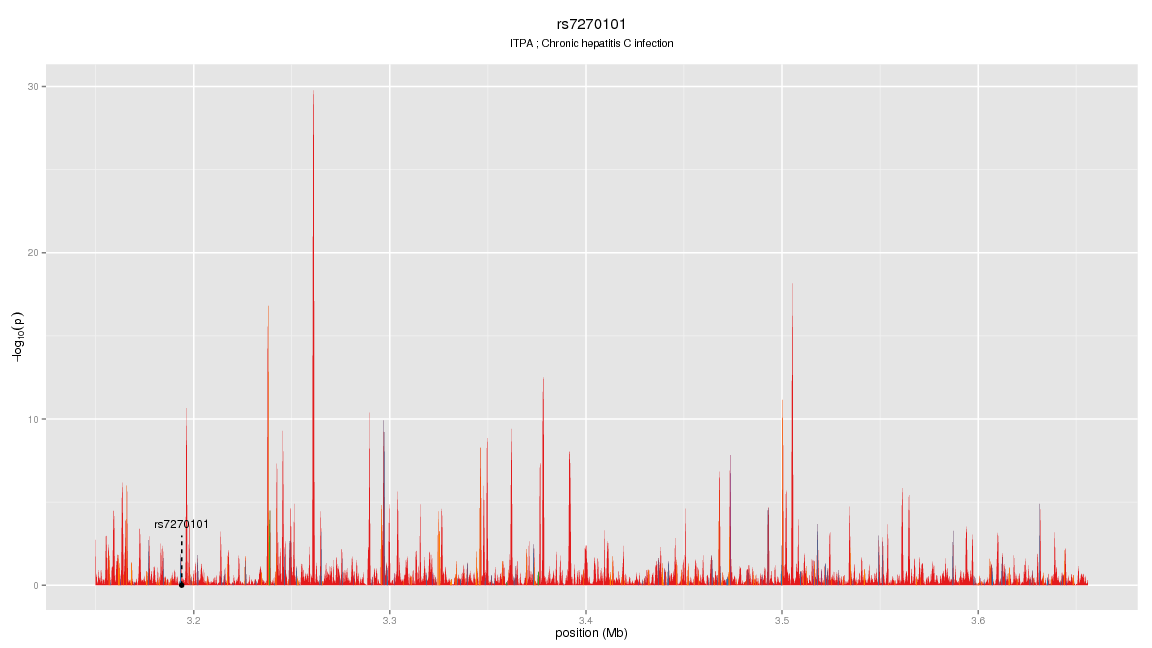 rs7270101
ITPA ; Chronic hepatitis C infection
30
20
10
0
−log10(p)
rs7270101
3.2
3.3
3.4
3.5
3.6
position (Mb)